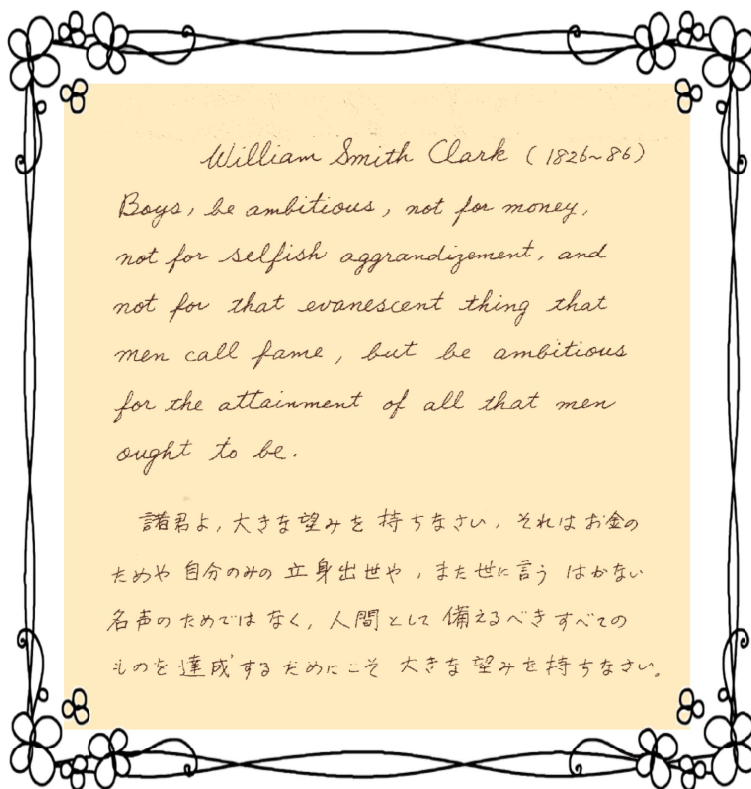 William Smith Clark (1826~86)
Boys, be ambitious, not for money,
not for selfish aggrandizement, and
not for that evanescent thing that
men call fame, but be ambitious
for the attainment of all that men
ought to be.
諸君よ,大きな望みを持ちなさい,それはお金の
ためや自分のみの立身出世や,また世に言うはかない
名声のためではなく,人間として備えるべきすべての
ものを達成するためにこそ大きな望みを持ちなさい。